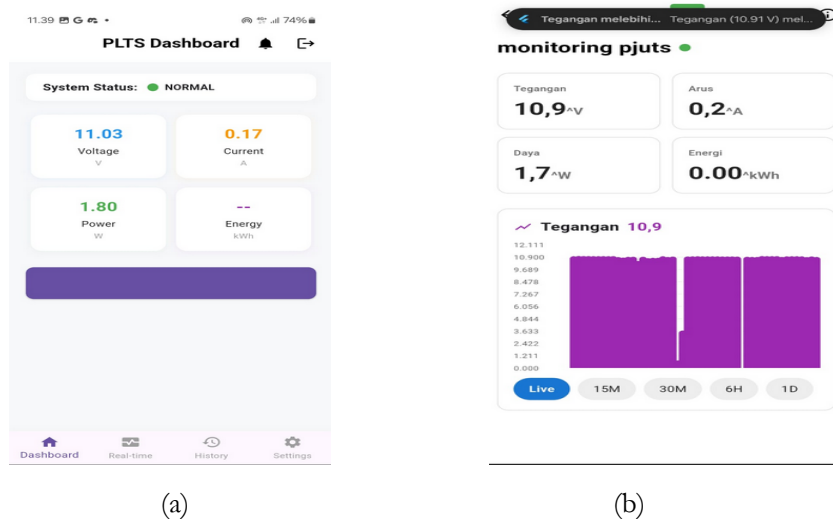 11.39 74%
PLTS Dashboard
System Status: NORMAL
11.03
Voltage
V
0.17
Current
A
1.80
Power
W
--
Energy
kWh
Dashboard Real-time History Settings
(a)
Tegangan melebihi... Tegangan (10.91 V) mel...
monitoring pjuts
Tegangan
10,9^V
Arus
0,2^A
Daya
1,7^W
Energi
0.00^kWh
Tegangan 10,9
12.111
10.900
9.689
8.478
7.267
6.056
4.844
3.633
2.422
1.211
0.000
Live 15M 30M 6H 1D
(b)